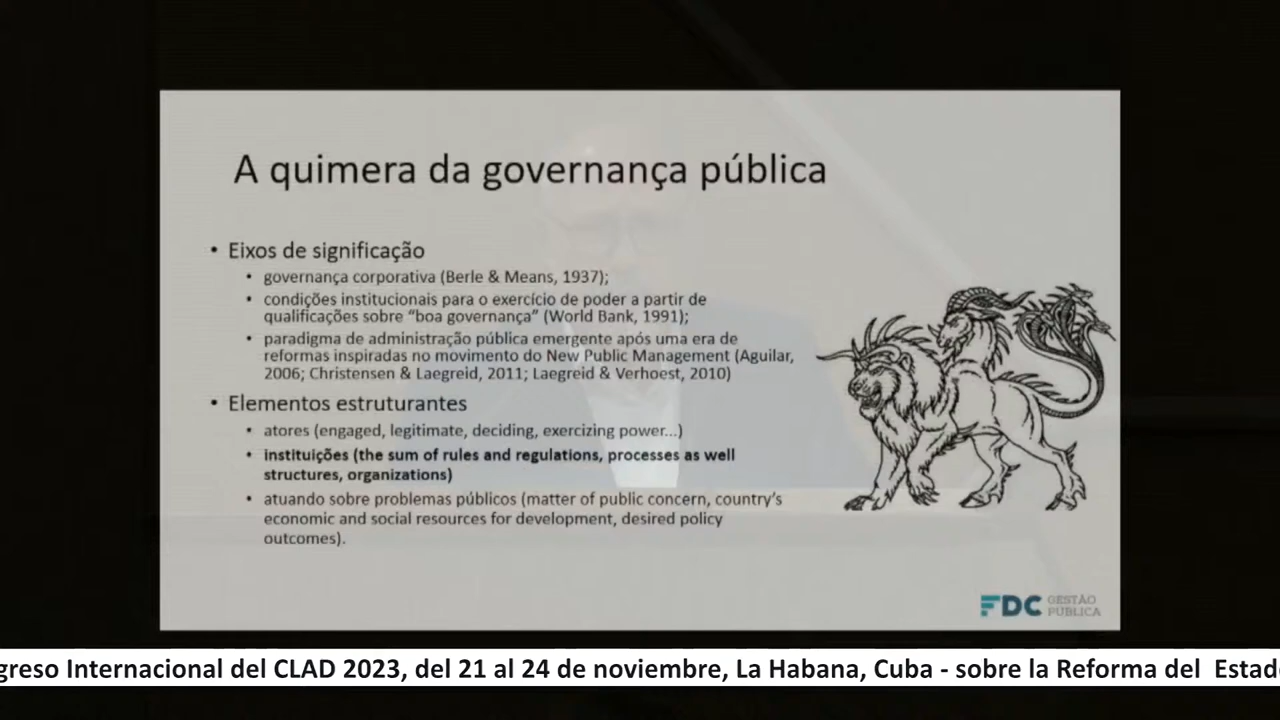 A quimera da governança pública
• Eixos de significação
• governança corporativa (Berle & Means, 1937);
• condições institucionais para o exercício de poder a partir de
qualificações sobre “boa governança” (World Bank, 1991);
• paradigma de administração pública emergente após uma era de
reformas inspiradas no movimento do New Public Management (Aguilar,
2006; Christensen & Laegreid, 2011; Laegreid & Verhoest, 2010)
• Elementos estruturantes
• atores (engaged, legitimate, deciding, exercizing power...)
• instituições (the sum of rules and regulations, processes as well
structures, organizations)
• atuando sobre problemas públicos (matter of public concern, country’s
economic and social resources for development, desired policy
outcomes).
FDC GESTÃO
PÚBLICA
greso Internacional del CLAD 2023, del 21 al 24 de noviembre, La Habana, Cuba - sobre la Reforma del Estad